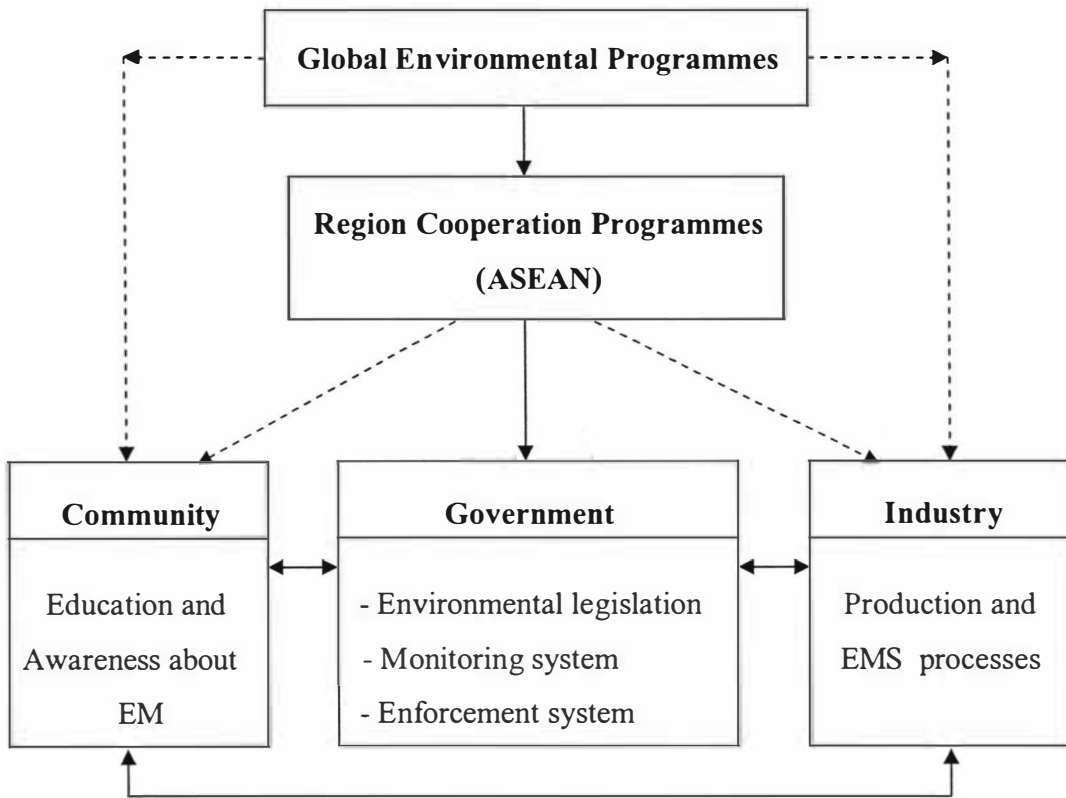 Global Environmental Programmes
Region Cooperation Programmes
(ASEAN)
Community
Education and
Awareness about
EM
Government
- Environmental legislation
- Monitoring system
- Enforcement system
Industry
Production and
EMS processes